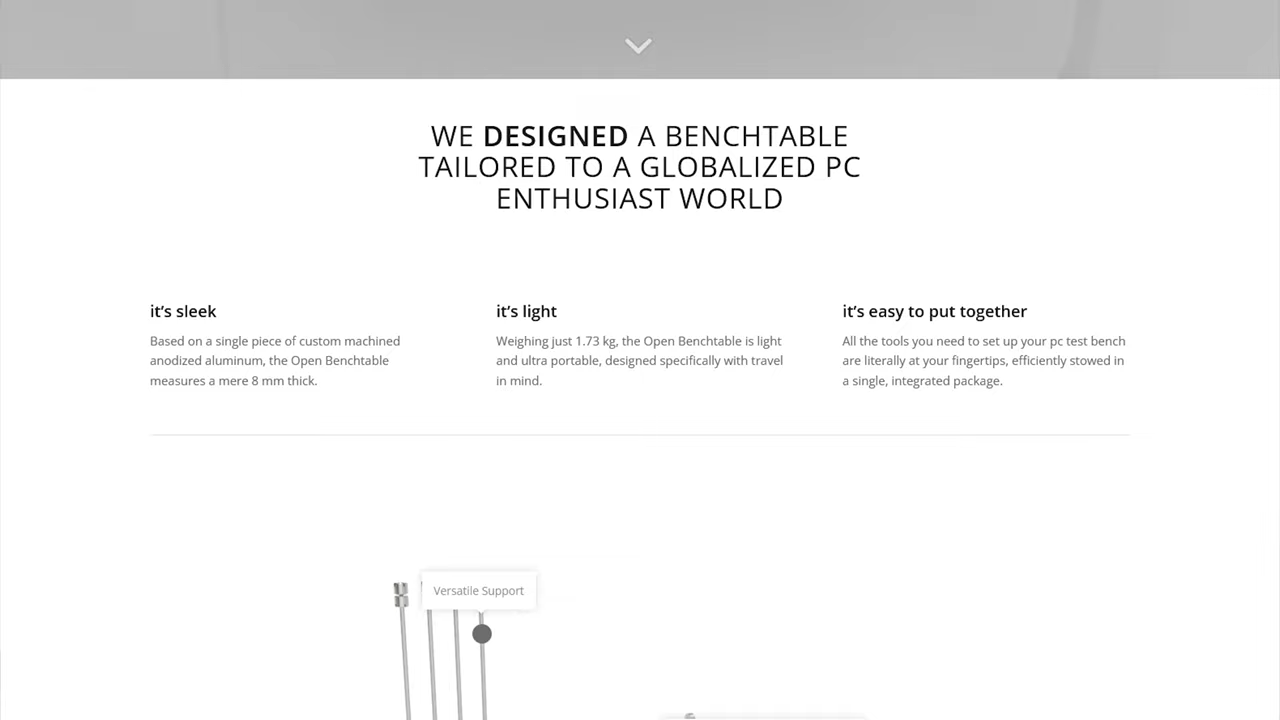 WE DESIGNED A BENCHTABLE
TAILORED TO A GLOBALIZED PC
ENTHUSIAST WORLD
it's sleek
Based on a single piece of custom machined
anodized aluminum, the Open Benchtable
measures a mere 8 mm thick.
it's light
Weighing just 1.73 kg, the Open Benchtable is light
and ultra portable, designed specifically with travel
in mind.
it's easy to put together
All the tools you need to set up your pc test bench
are literally at your fingertips, efficiently stowed in
a single, integrated package.
Versatile Support